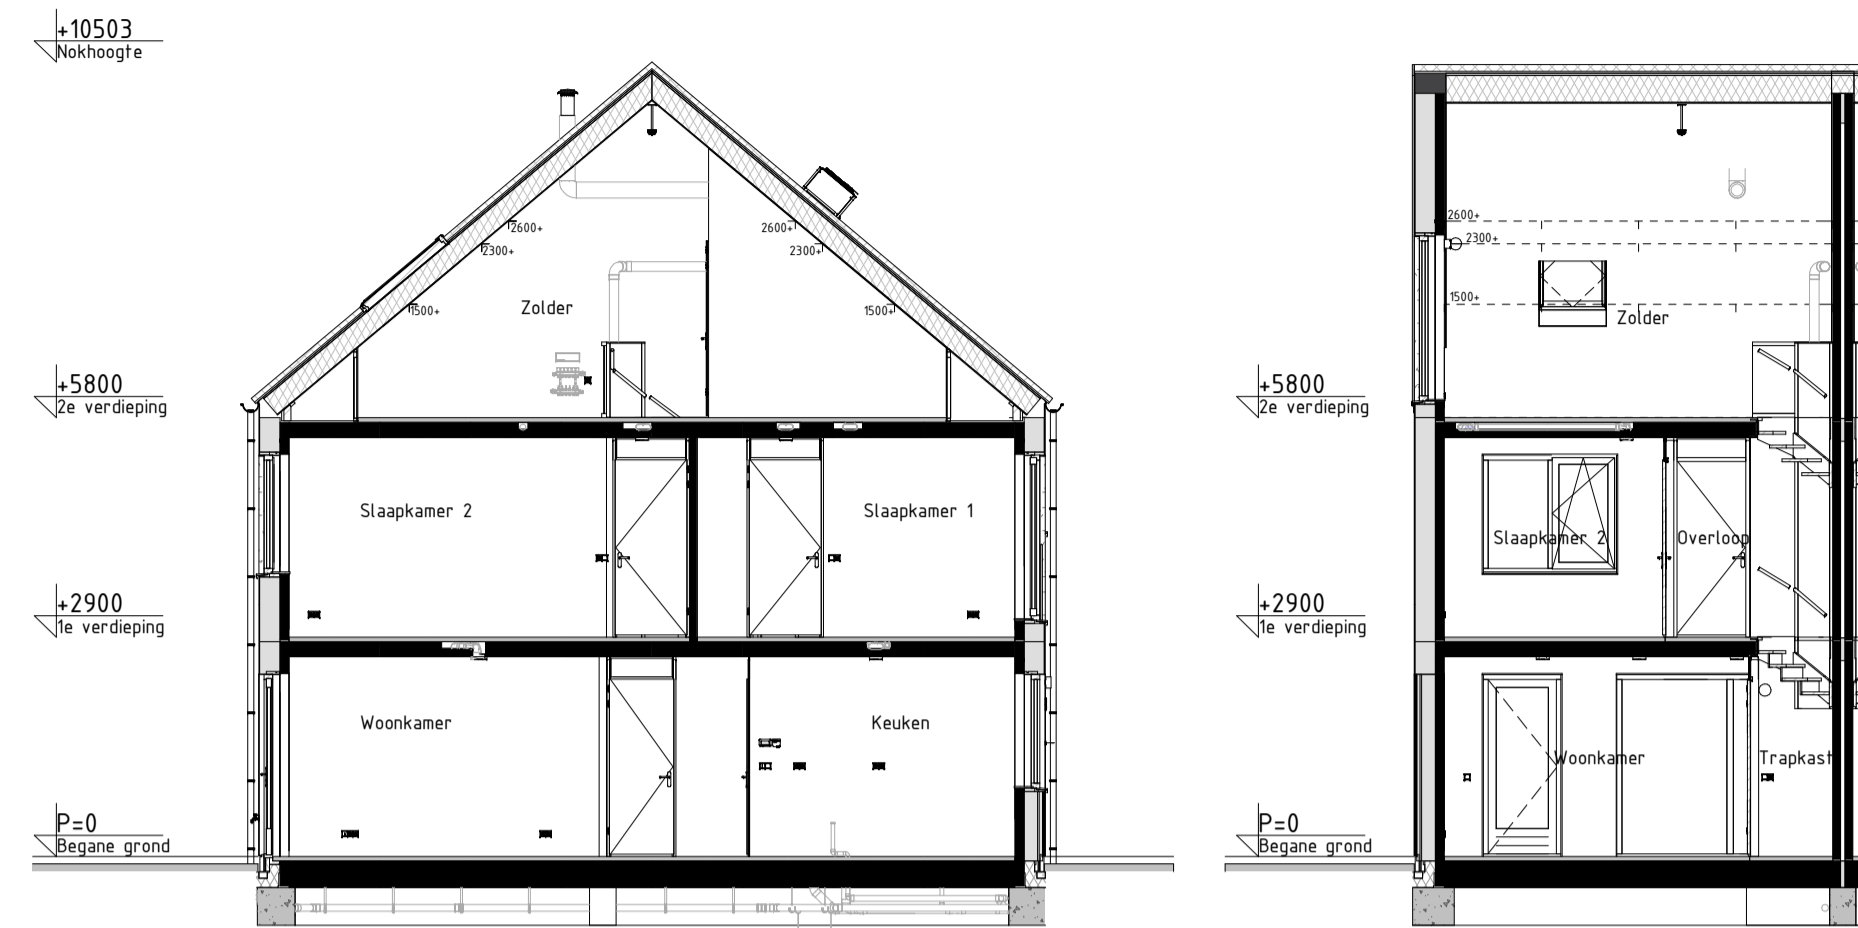 +10503
Nokhoogte
2600+
2300+
1500+
2600+
2300+
1500+
Zolder
+5800
2e verdieping
Slaapkamer 2
Slaapkamer 1
+2900
1e verdieping
Woonkamer
Keuken
P=0
Begane grond
2600+
2300+
1500+
Zolder
+5800
2e verdieping
Slaapkamer 2
Overloop
+2900
1e verdieping
Woonkamer
Trapkast
P=0
Begane grond